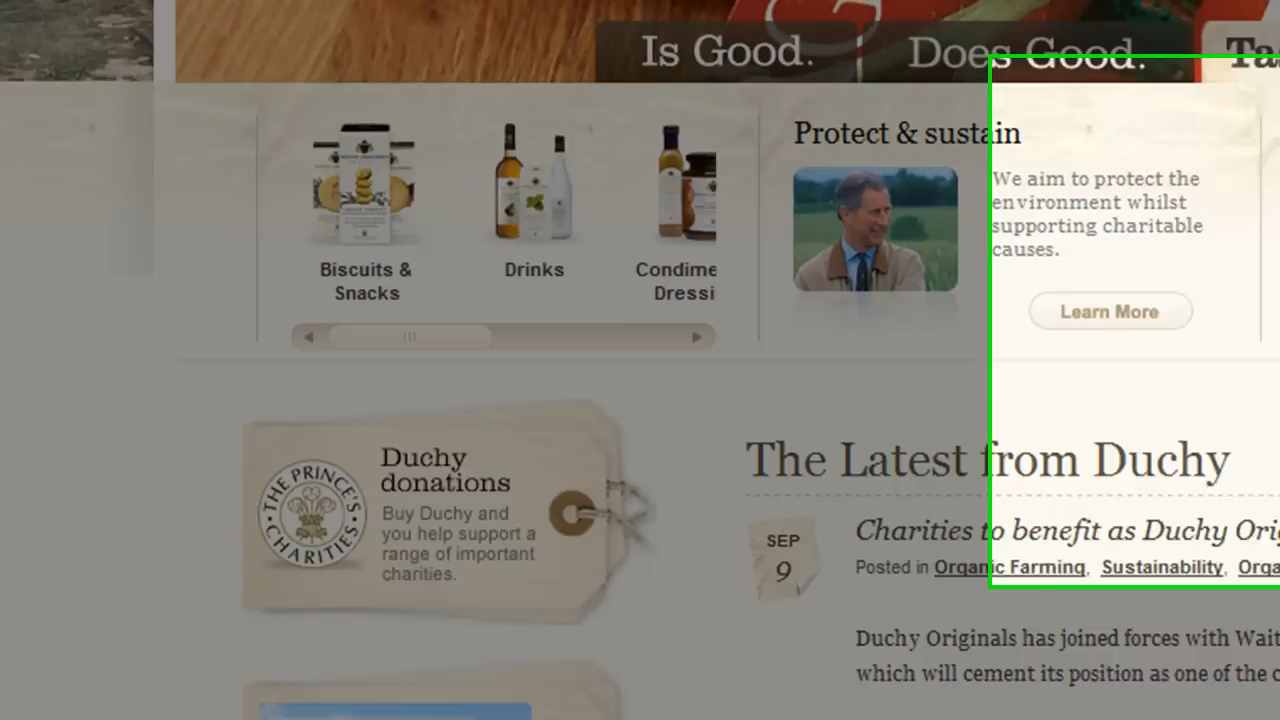 Is Good.
Does Good.
Protect & sustain
We aim to protect the
environment whilst
supporting charitable
causes.
Learn More
Biscuits &
Snacks
Drinks
Condime
Dressi
THE PRINCE'S
CHARITIES
Duchy
donations
Buy Duchy and
you help support a
range of important
charities.
The Latest from Duchy
SEP
9
Charities to benefit as Duchy Ori
Posted in Organic Farming, Sustainability, Orga
Duchy Originals has joined forces with Wait
which will cement its position as one of the